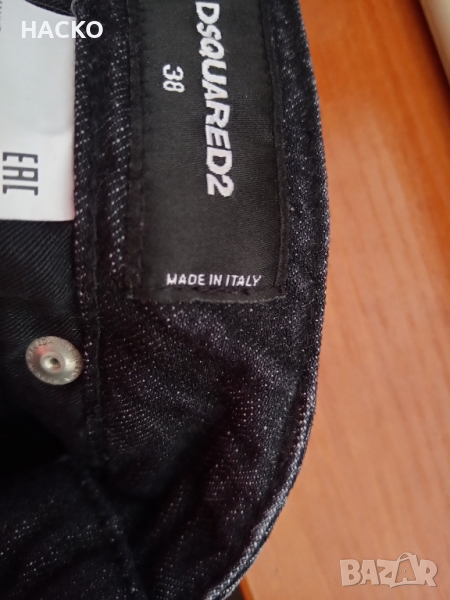 HACKO
DSQUARED2
38
MADE IN ITALY
EAC
BAZAR